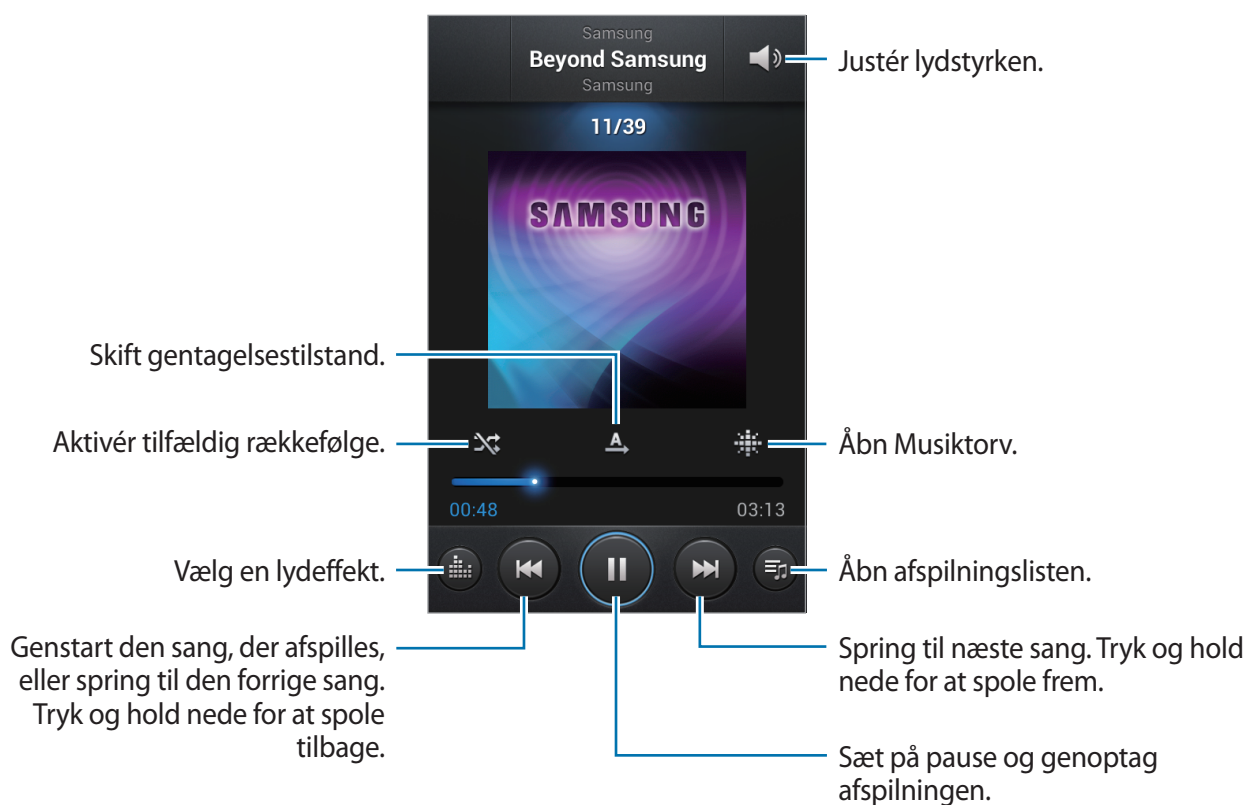 Samsung
Beyond Samsung
Samsung
Justér lydstyrken.
11/39
SAMSUNG
Skift gentagelsestilstand.
A
Aktivér tilfældig rækkefølge.
Åbn Musiktorv.
00:48
03:13
Vælg en lydeffekt.
Åbn afspilningslisten.
Genstart den sang, der afspilles,
eller spring til den forrige sang.
Tryk og hold nede for at spole
tilbage.
Spring til næste sang. Tryk og hold
nede for at spole frem.
Sæt på pause og genoptag
afspilningen.